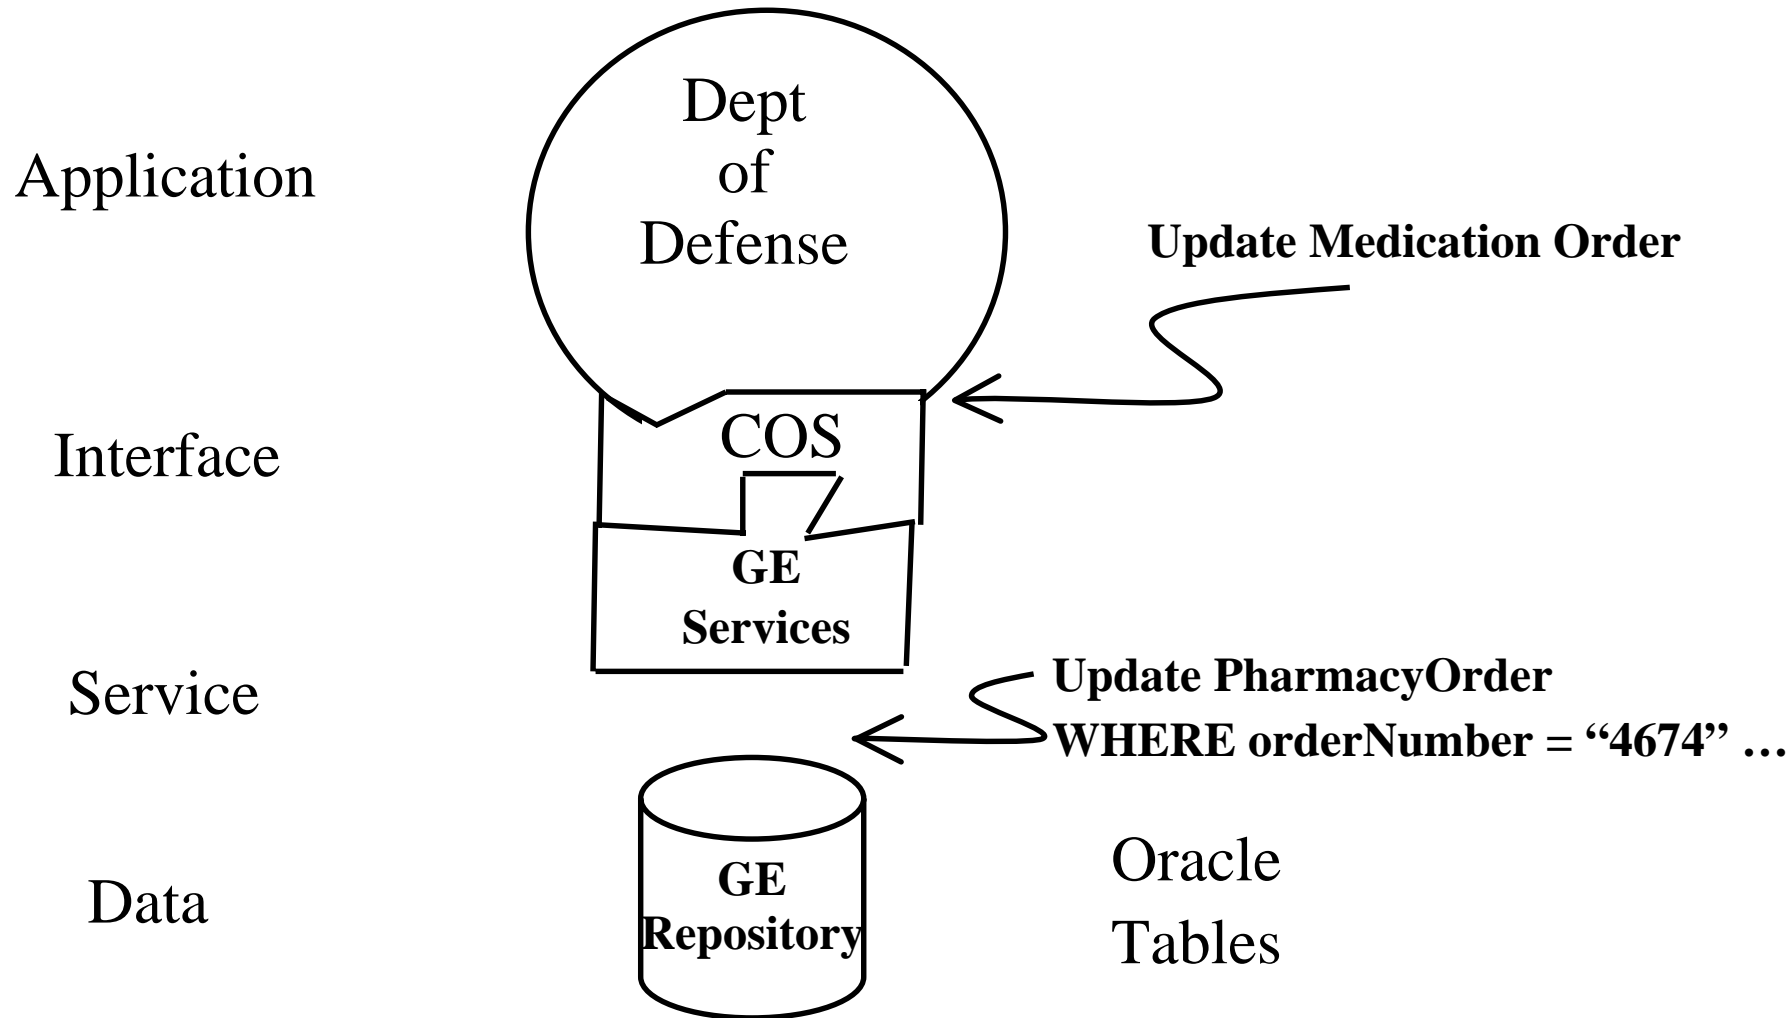 Dept
of
Defense
Application
Update Medication Order
COS
Interface
GE
Services
Service
Update PharmacyOrder
WHERE orderNumber = “4674” …
GE
Repository
Data
Oracle
Tables